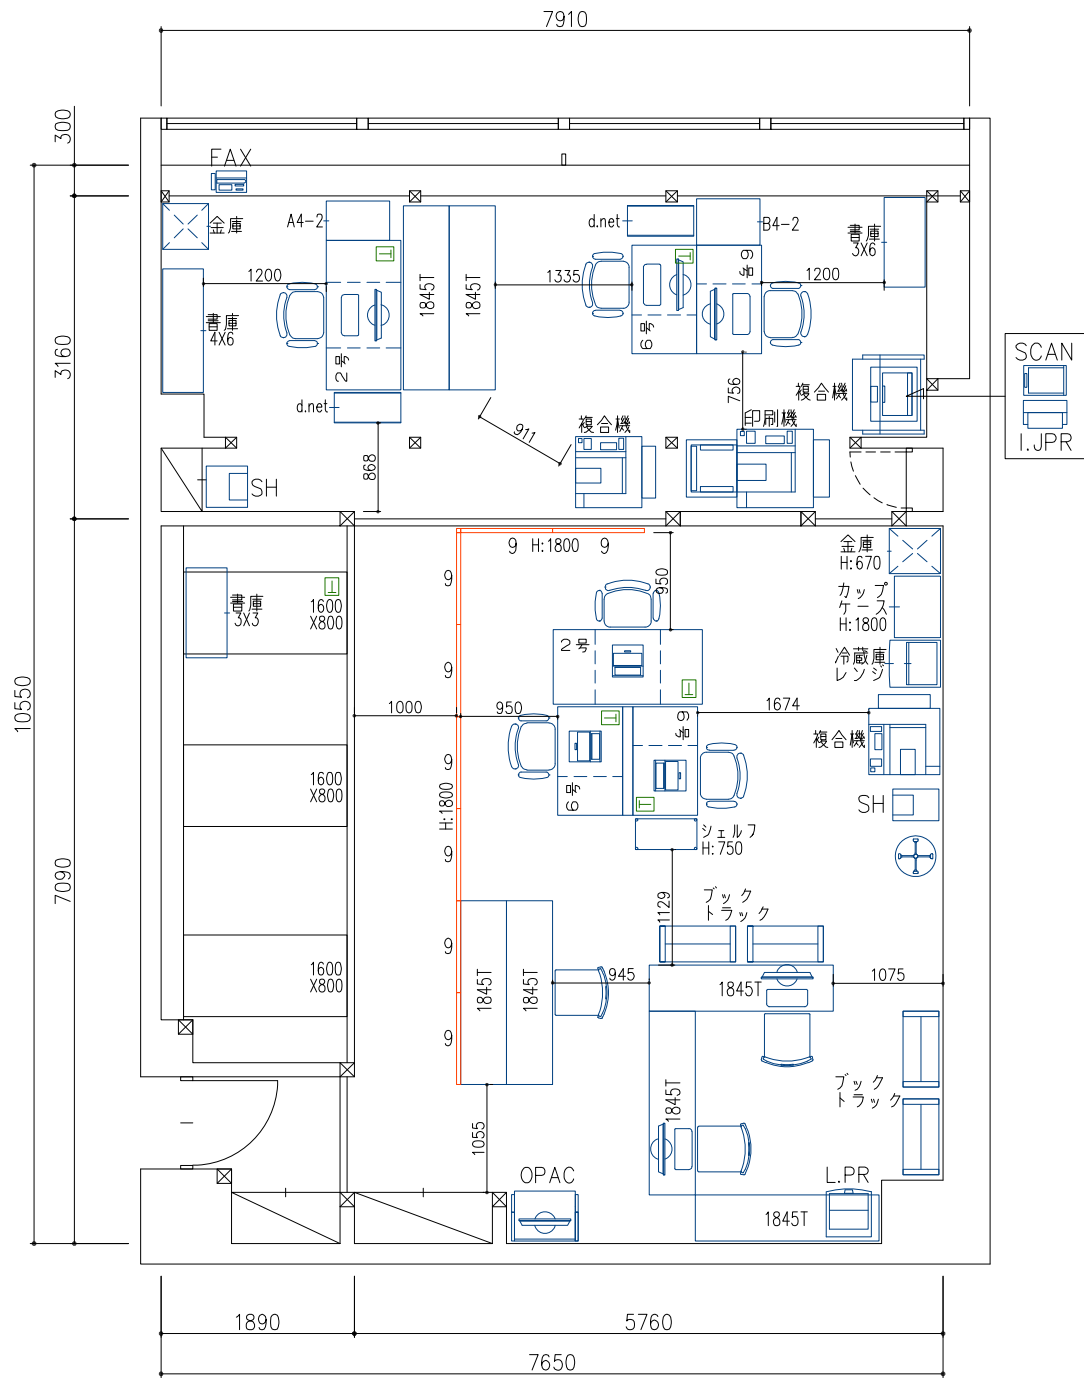 7910
300
FAX
金庫
A4-2
d.net
B4-2
書庫
3X6
1200
1845T
1845T
1335
6号
1200
書庫
4X6
3160
2号
6号
SCAN
I.JPR
複合機
756
d.net
印刷機
複合機
911
868
SH
9
H:1800
9
金庫
H:670
950
9
カップ
ケース
H:1800
1600
X800
書庫
3X3
2号
9
冷蔵庫
レンジ
10550
1000
950
1674
6号
複合機
9
1600
X800
6号
H:1800
SH
シェルフ
H:750
9
7090
1129
ブック
トラック
9
1600
X800
1845T
1845T
945
1845T
1075
9
ブック
トラック
1845T
1055
OPAC
L.PR
1845T
1890
5760
7650